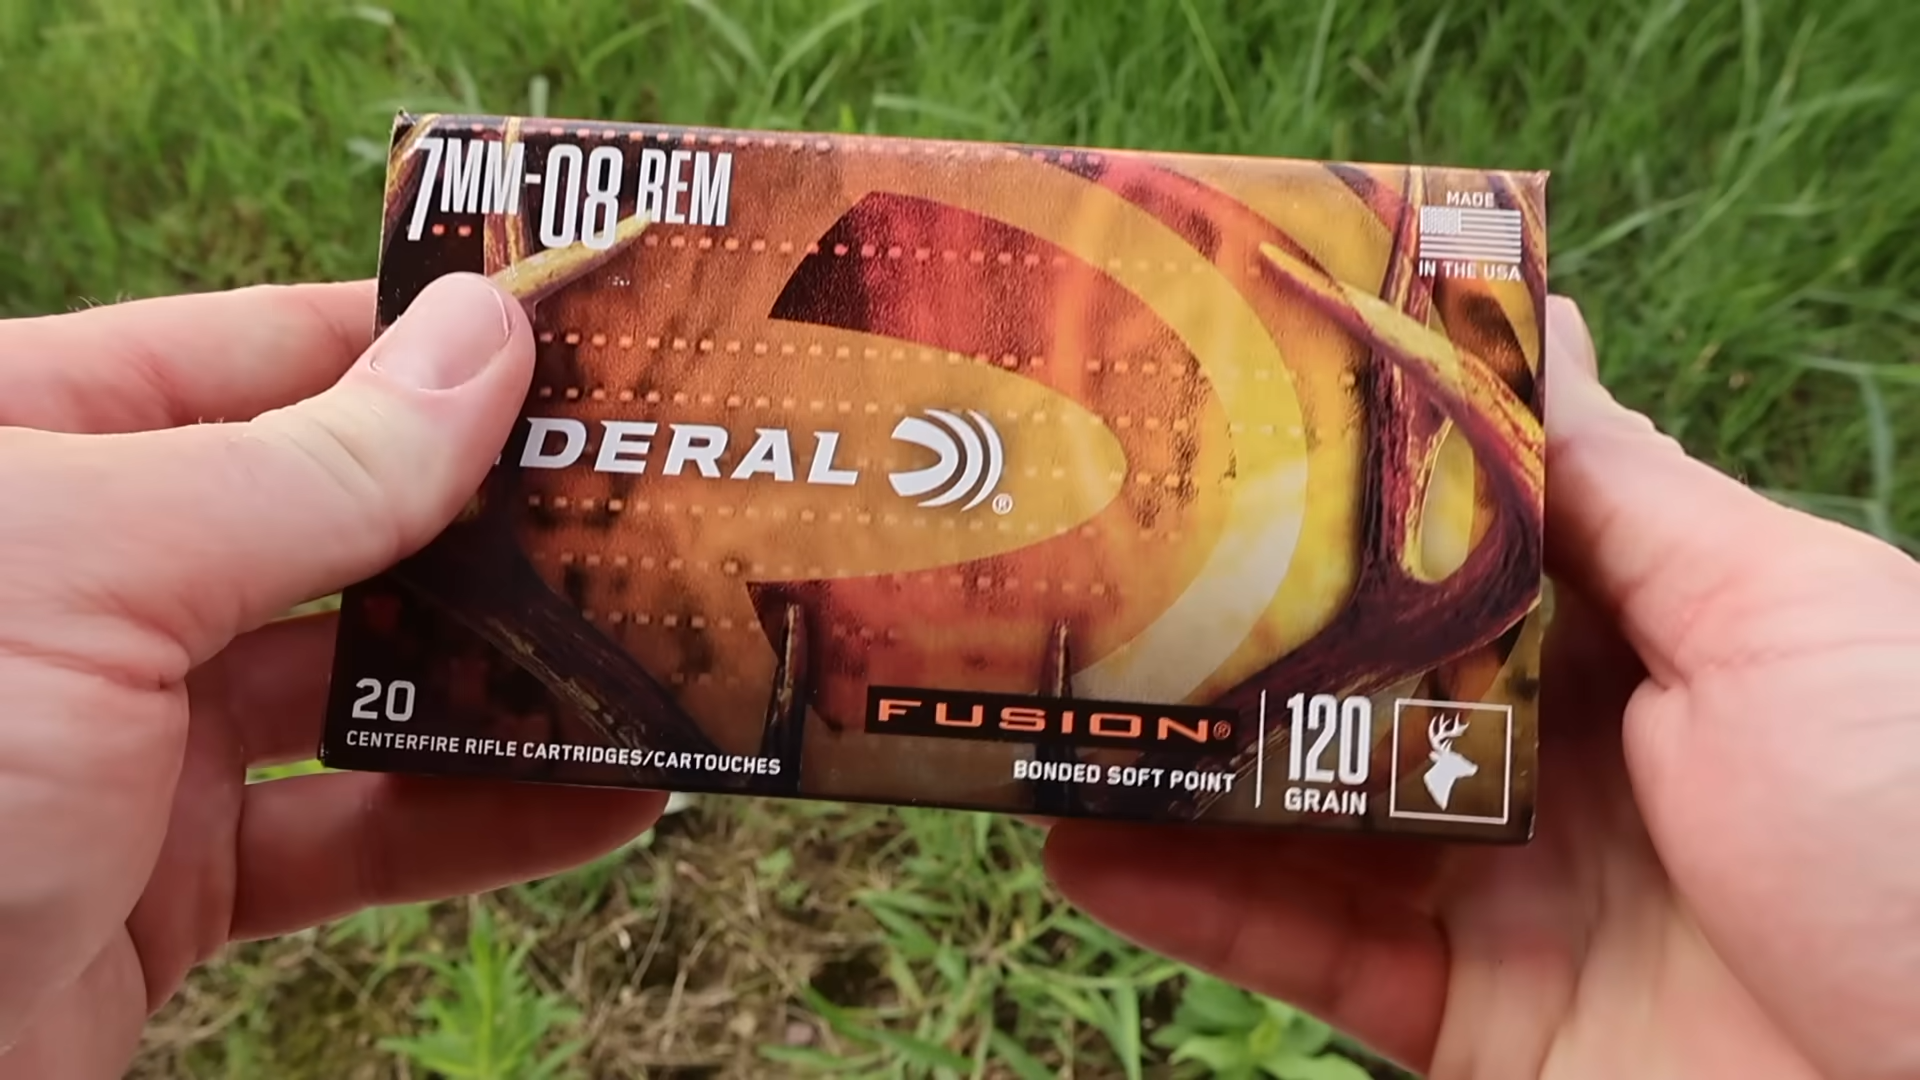 7MM-08 REM
MADE
IN THE USA
DERAL
®
FUSION®
20
CENTERFIRE RIFLE CARTRIDGES/CARTOUCHES
BONDED SOFT POINT
120
GRAIN